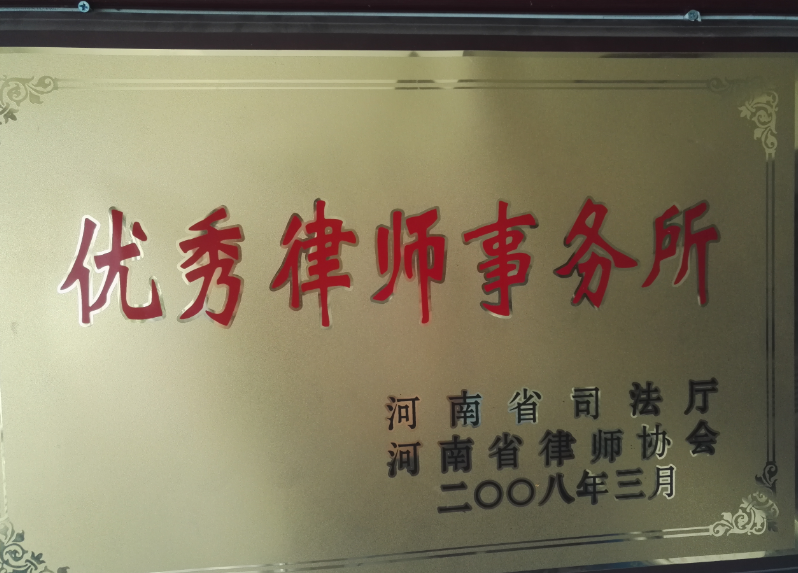 优秀律师事务所
河南省司法厅
河南省律师协会
二〇〇八年三月